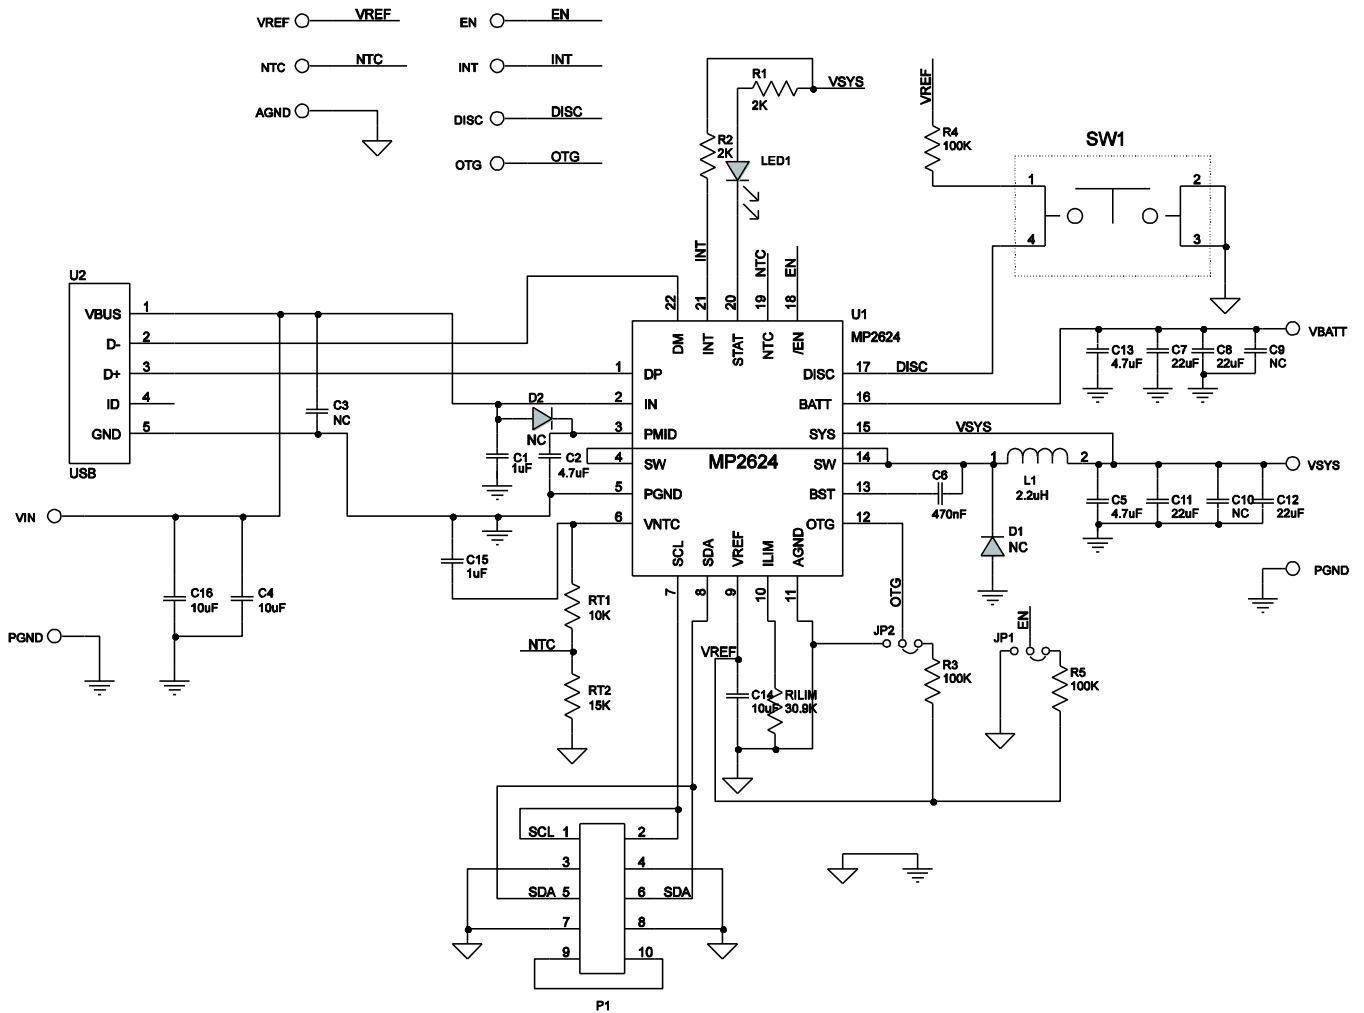 VREF VREF
EN EN
NTC NTC
INT INT
AGND
DISC DISC
OTG OTG
R1
2K
VSYS
R2
2K
LED1
INT
NTC
EN
22
21
20
19
18
VREF
R4
100K
SW1
1
2
4
3
U2
VBUS 1
D- 2
D+ 3
ID 4
GND 5
USB
C3
NC
U1
MP2624
DM
INT
STAT
NTC
/EN
1 DP
2 IN
3 PMID
4 SW
5 PGND
6 VNTC
MP2624
DISC 17 DISC
BATT 16
SYS 15 VSYS
SW 14
BST 13
OTG 12
SCL
SDA
VREF
ILIM
AGND
7
8
9
10
11
D2
NC
C1
1uF
C2
4.7uF
C15
1uF
VIN
C16
10uF
C4
10uF
PGND
RT1
10K
NTC
RT2
15K
C13
4.7uF
C7
22uF
C8
22uF
C9
NC
VBATT
1
2
L1
2.2uH
C6
470nF
D1
NC
VSYS
C5
4.7uF
C11
22uF
C10
NC
C12
22uF
PGND
OTG
JP2
R3
100K
EN
JP1
R5
100K
VREF
C14
10uF
RILIM
30.9K
SCL 1
2
3
4
SDA 5
6 SDA
7
8
9
10
P1